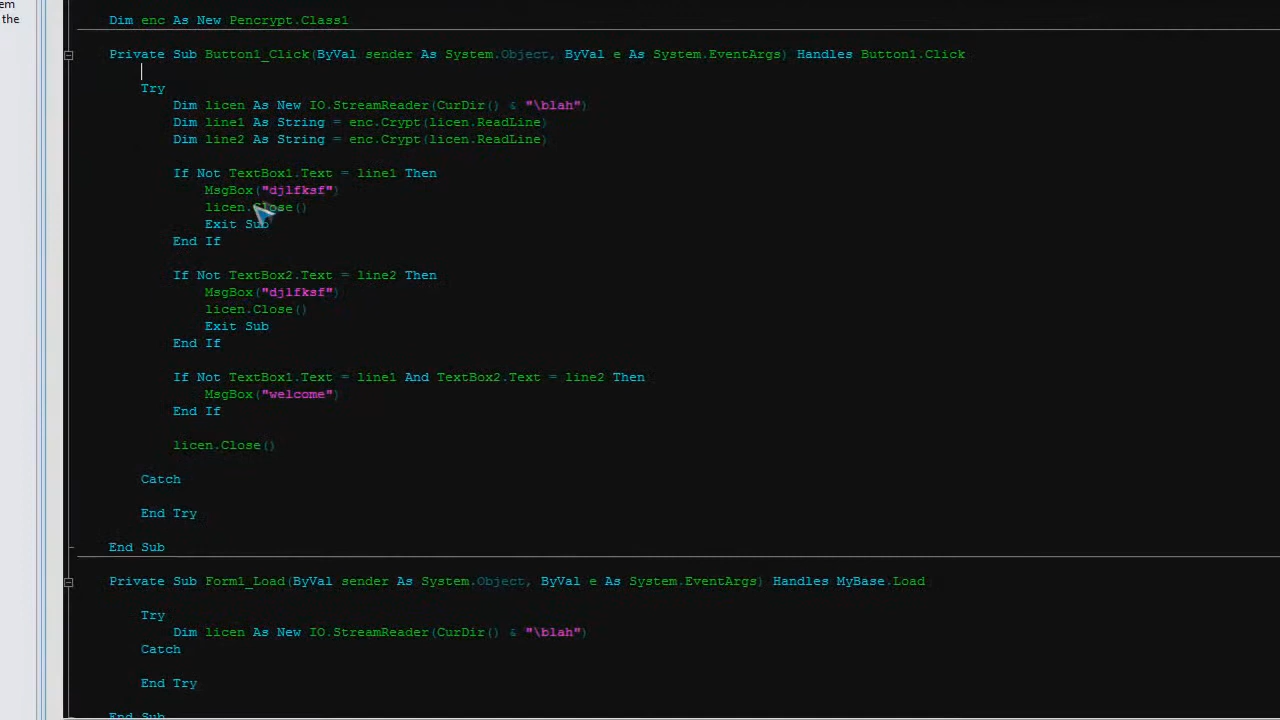 em
the
Dim enc As New Pencrypt.Class1
Private Sub Button1_Click(ByVal sender As System.Object, ByVal e As System.EventArgs) Handles Button1.Click
Try
Dim licen As New IO.StreamReader(CurDir() & "\blah")
Dim line1 As String = enc.Crypt(licen.ReadLine)
Dim line2 As String = enc.Crypt(licen.ReadLine)
If Not TextBox1.Text = line1 Then
MsgBox("djlfksf")
licen.Close()
Exit Sub
End If
If Not TextBox2.Text = line2 Then
MsgBox("djlfksf")
licen.Close()
Exit Sub
End If
If Not TextBox1.Text = line1 And TextBox2.Text = line2 Then
MsgBox("welcome")
End If
licen.Close()
Catch
End Try
End Sub
Private Sub Form1_Load(ByVal sender As System.Object, ByVal e As System.EventArgs) Handles MyBase.Load
Try
Dim licen As New IO.StreamReader(CurDir() & "\blah")
Catch
End Try
End Sub